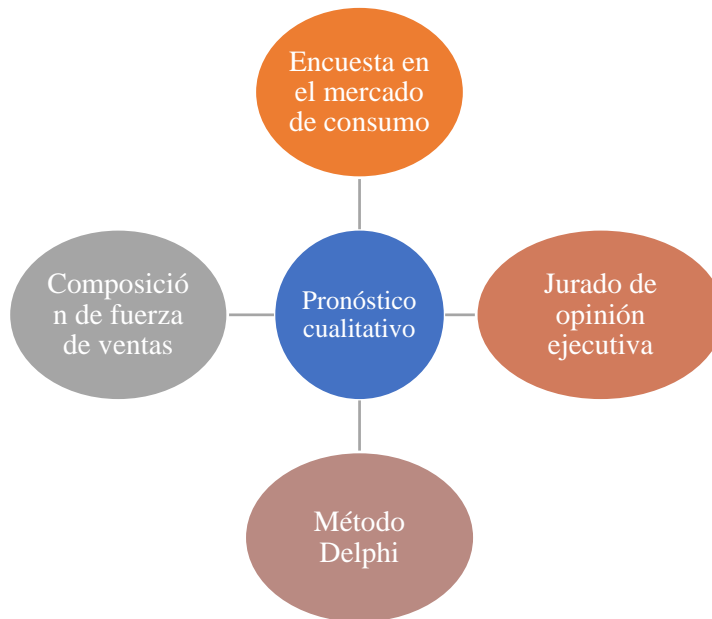 Encuesta en
el mercado
de consumo
Composició
n de fuerza
de ventas
Pronóstico
cualitativo
Jurado de
opinión
ejecutiva
Método
Delphi